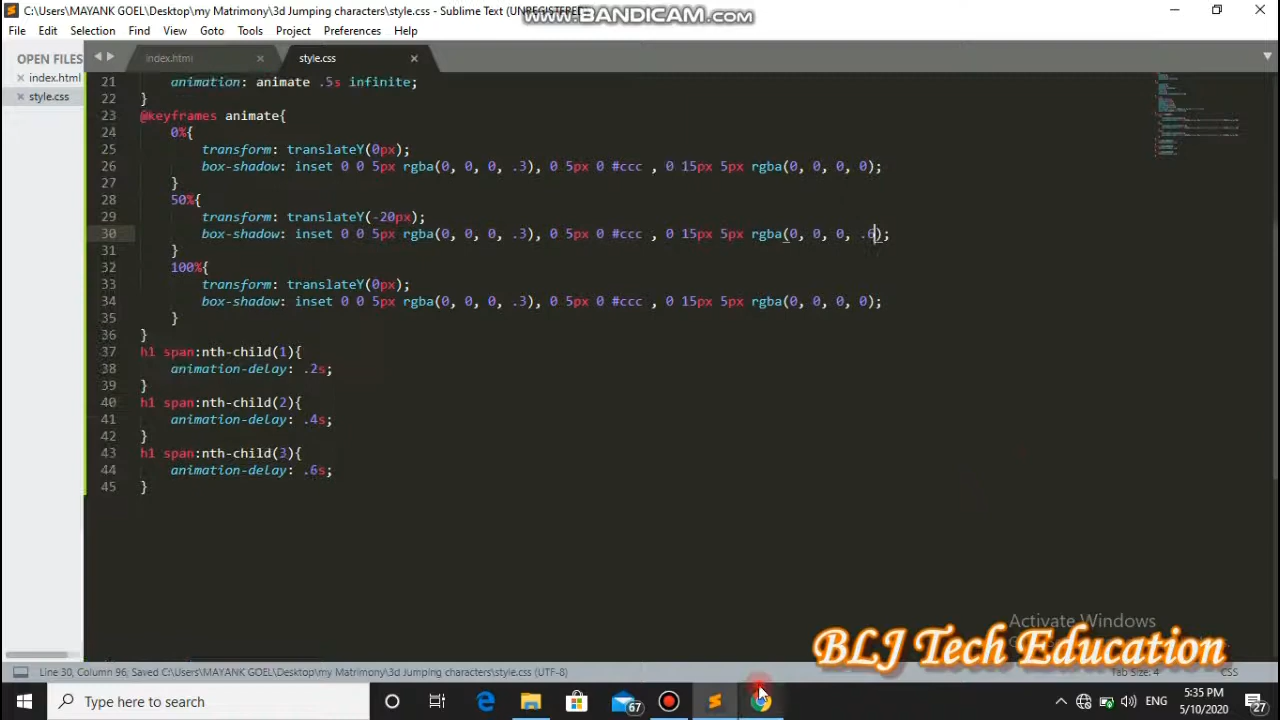 C:\Users\MAYANK GOEL\Desktop\my Matrimony\3d Jumping characters\style.css - Sublime Text (UNREGISTERED)
www.BANDICAM.com
File Edit Selection Find View Goto Tools Project Preferences Help
OPEN FILES
index.html
style.css
index.html
style.css
21 animation: animate .5s infinite;
22 }
23 @keyframes animate{
24 0%{
25 transform: translateY(0px);
26 box-shadow: inset 0 0 5px rgba(0, 0, 0, .3), 0 5px 0 #ccc , 0 15px 5px rgba(0, 0, 0, 0);
27 }
28 50%{
29 transform: translateY(-20px);
30 box-shadow: inset 0 0 5px rgba(0, 0, 0, .3), 0 5px 0 #ccc , 0 15px 5px rgba(0, 0, 0, .6);
31 }
32 100%{
33 transform: translateY(0px);
34 box-shadow: inset 0 0 5px rgba(0, 0, 0, .3), 0 5px 0 #ccc , 0 15px 5px rgba(0, 0, 0, 0);
35 }
36 }
37 h1 span:nth-child(1){
38 animation-delay: .2s;
39 }
40 h1 span:nth-child(2){
41 animation-delay: .4s;
42 }
43 h1 span:nth-child(3){
44 animation-delay: .6s;
45 }
Activate Windows
BLJ Tech Education
Line 30, Column 96, Saved C:\Users\MAYANK GOEL\Desktop\my Matrimony\3d Jumping characters\style.css (UTF-8)
Tab Size: 4
CSS
Type here to search
67
ENG
5:35 PM
5/10/2020
27